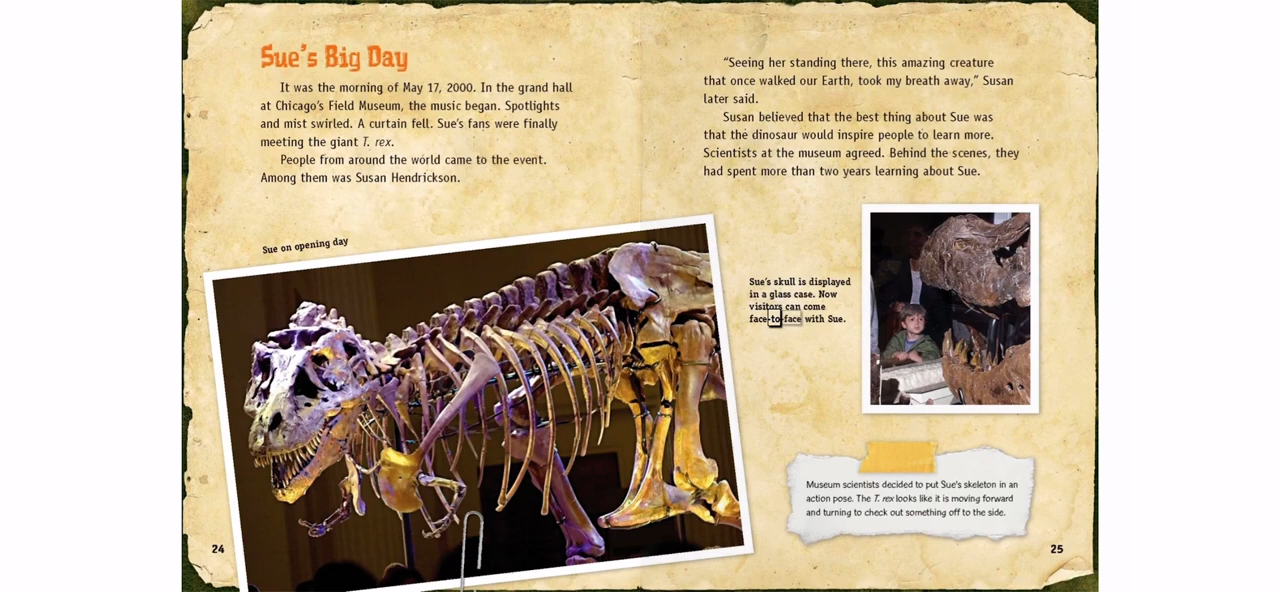 Sue's Big Day
It was the morning of May 17, 2000. In the grand hall
at Chicago's Field Museum, the music began. Spotlights
and mist swirled. A curtain fell. Sue's fans were finally
meeting the giant T. rex.
People from around the world came to the event.
Among them was Susan Hendrickson.
Sue on opening day
24
“Seeing her standing there, this amazing creature
that once walked our Earth, took my breath away,” Susan
later said.
Susan believed that the best thing about Sue was
that the dinosaur would inspire people to learn more.
Scientists at the museum agreed. Behind the scenes, they
had spent more than two years learning about Sue.
Sue's skull is displayed
in a glass case. Now
visitors can come
face-to-face with Sue.
Museum scientists decided to put Sue's skeleton in an
action pose. The T. rex looks like it is moving forward
and turning to check out something off to the side.
25